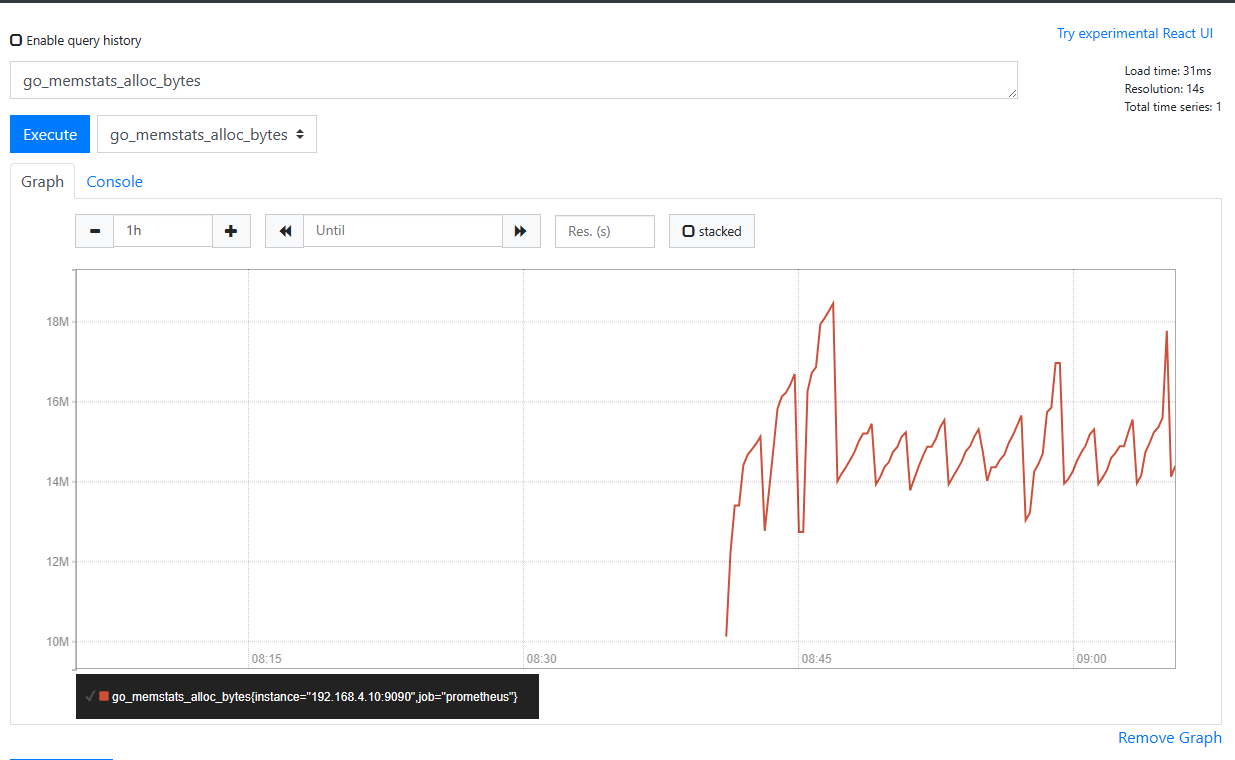 Enable query history
Try experimental React UI
go_memstats_alloc_bytes
Load time: 31ms
Resolution: 14s
Total time series: 1
Execute go_memstats_alloc_bytes
Graph Console
1h Until Res. (s) stacked
18M
16M
14M
12M
10M
08:15 08:30 08:45 09:00
go_memstats_alloc_bytes{instance="192.168.4.10:9090",job="prometheus"}
Remove Graph